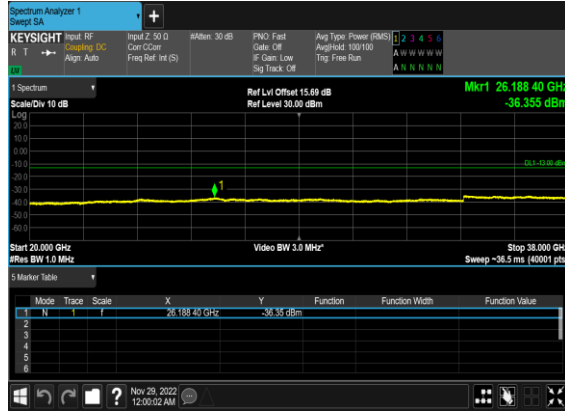 Spectrum Analyzer 1
Swept SA
+
KEYSIGHT
R T
LW
Input: RF
Coupling: DC
Align: Auto
Input Z: 50 Ω
Corr CCorr
Freq Ref: Int (S)
#Atten: 30 dB
PNO: Fast
Gate: Off
IF Gain: Low
Sig Track: Off
Avg Type: Power (RMS)
Avg|Hold: 100/100
Trig: Free Run
1 2 3 4 5 6
A W W W W W
A N N N N N
1 Spectrum
Scale/Div 10 dB
Log
Ref Lvl Offset 15.69 dB
Ref Level 30.00 dBm
Mkr1 26.188 40 GHz
-36.355 dBm
20.0
10.0
0.00
-10.0
DL1 -13.00 dBm
-20.0
-30.0
1
-40.0
-50.0
-60.0
Start 20.000 GHz
#Res BW 1.0 MHz
Video BW 3.0 MHz*
Stop 38.000 GHz
Sweep ~36.5 ms (40001 pts)
5 Marker Table
Mode Trace Scale X Y Function Function Width Function Value
1 N 1 f 26.188 40 GHz -36.35 dBm
2
3
4
5
6
?
Nov 29, 2022
12:00:02 AM